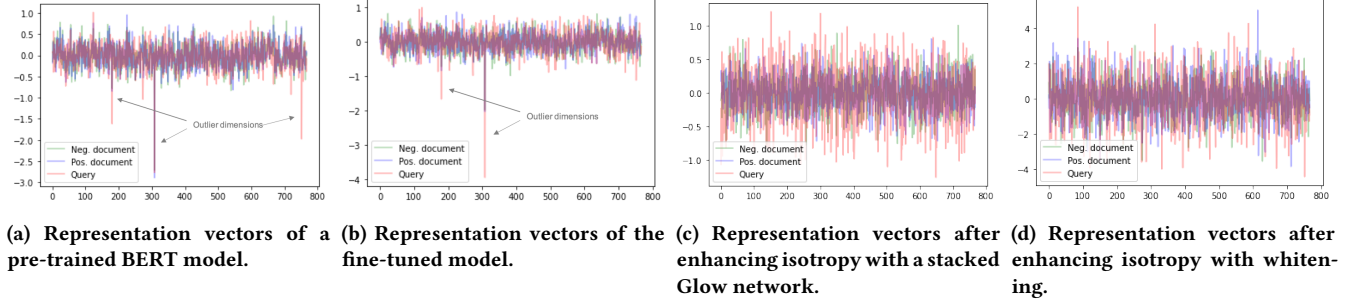 1.0
0.5
0.0
−0.5
−1.0
−1.5
−2.0
−2.5
−3.0
Outlier dimensions
Neg. document
Pos. document
Query
0 100 200 300 400 500 600 700 800
(a) Representation vectors of a
pre-trained BERT model.
1
0
−1
−2
−3
−4
Outlier dimensions
Neg. document
Pos. document
Query
0 100 200 300 400 500 600 700 800
(b) Representation vectors of the
fine-tuned model.
1.0
0.5
0.0
−0.5
−1.0
Neg. document
Pos. document
Query
0 100 200 300 400 500 600 700 800
(c) Representation vectors after
enhancing isotropy with a stacked
Glow network.
4
2
0
−2
−4
Neg. document
Pos. document
Query
0 100 200 300 400 500 600 700 800
(d) Representation vectors after
enhancing isotropy with whiten-
ing.